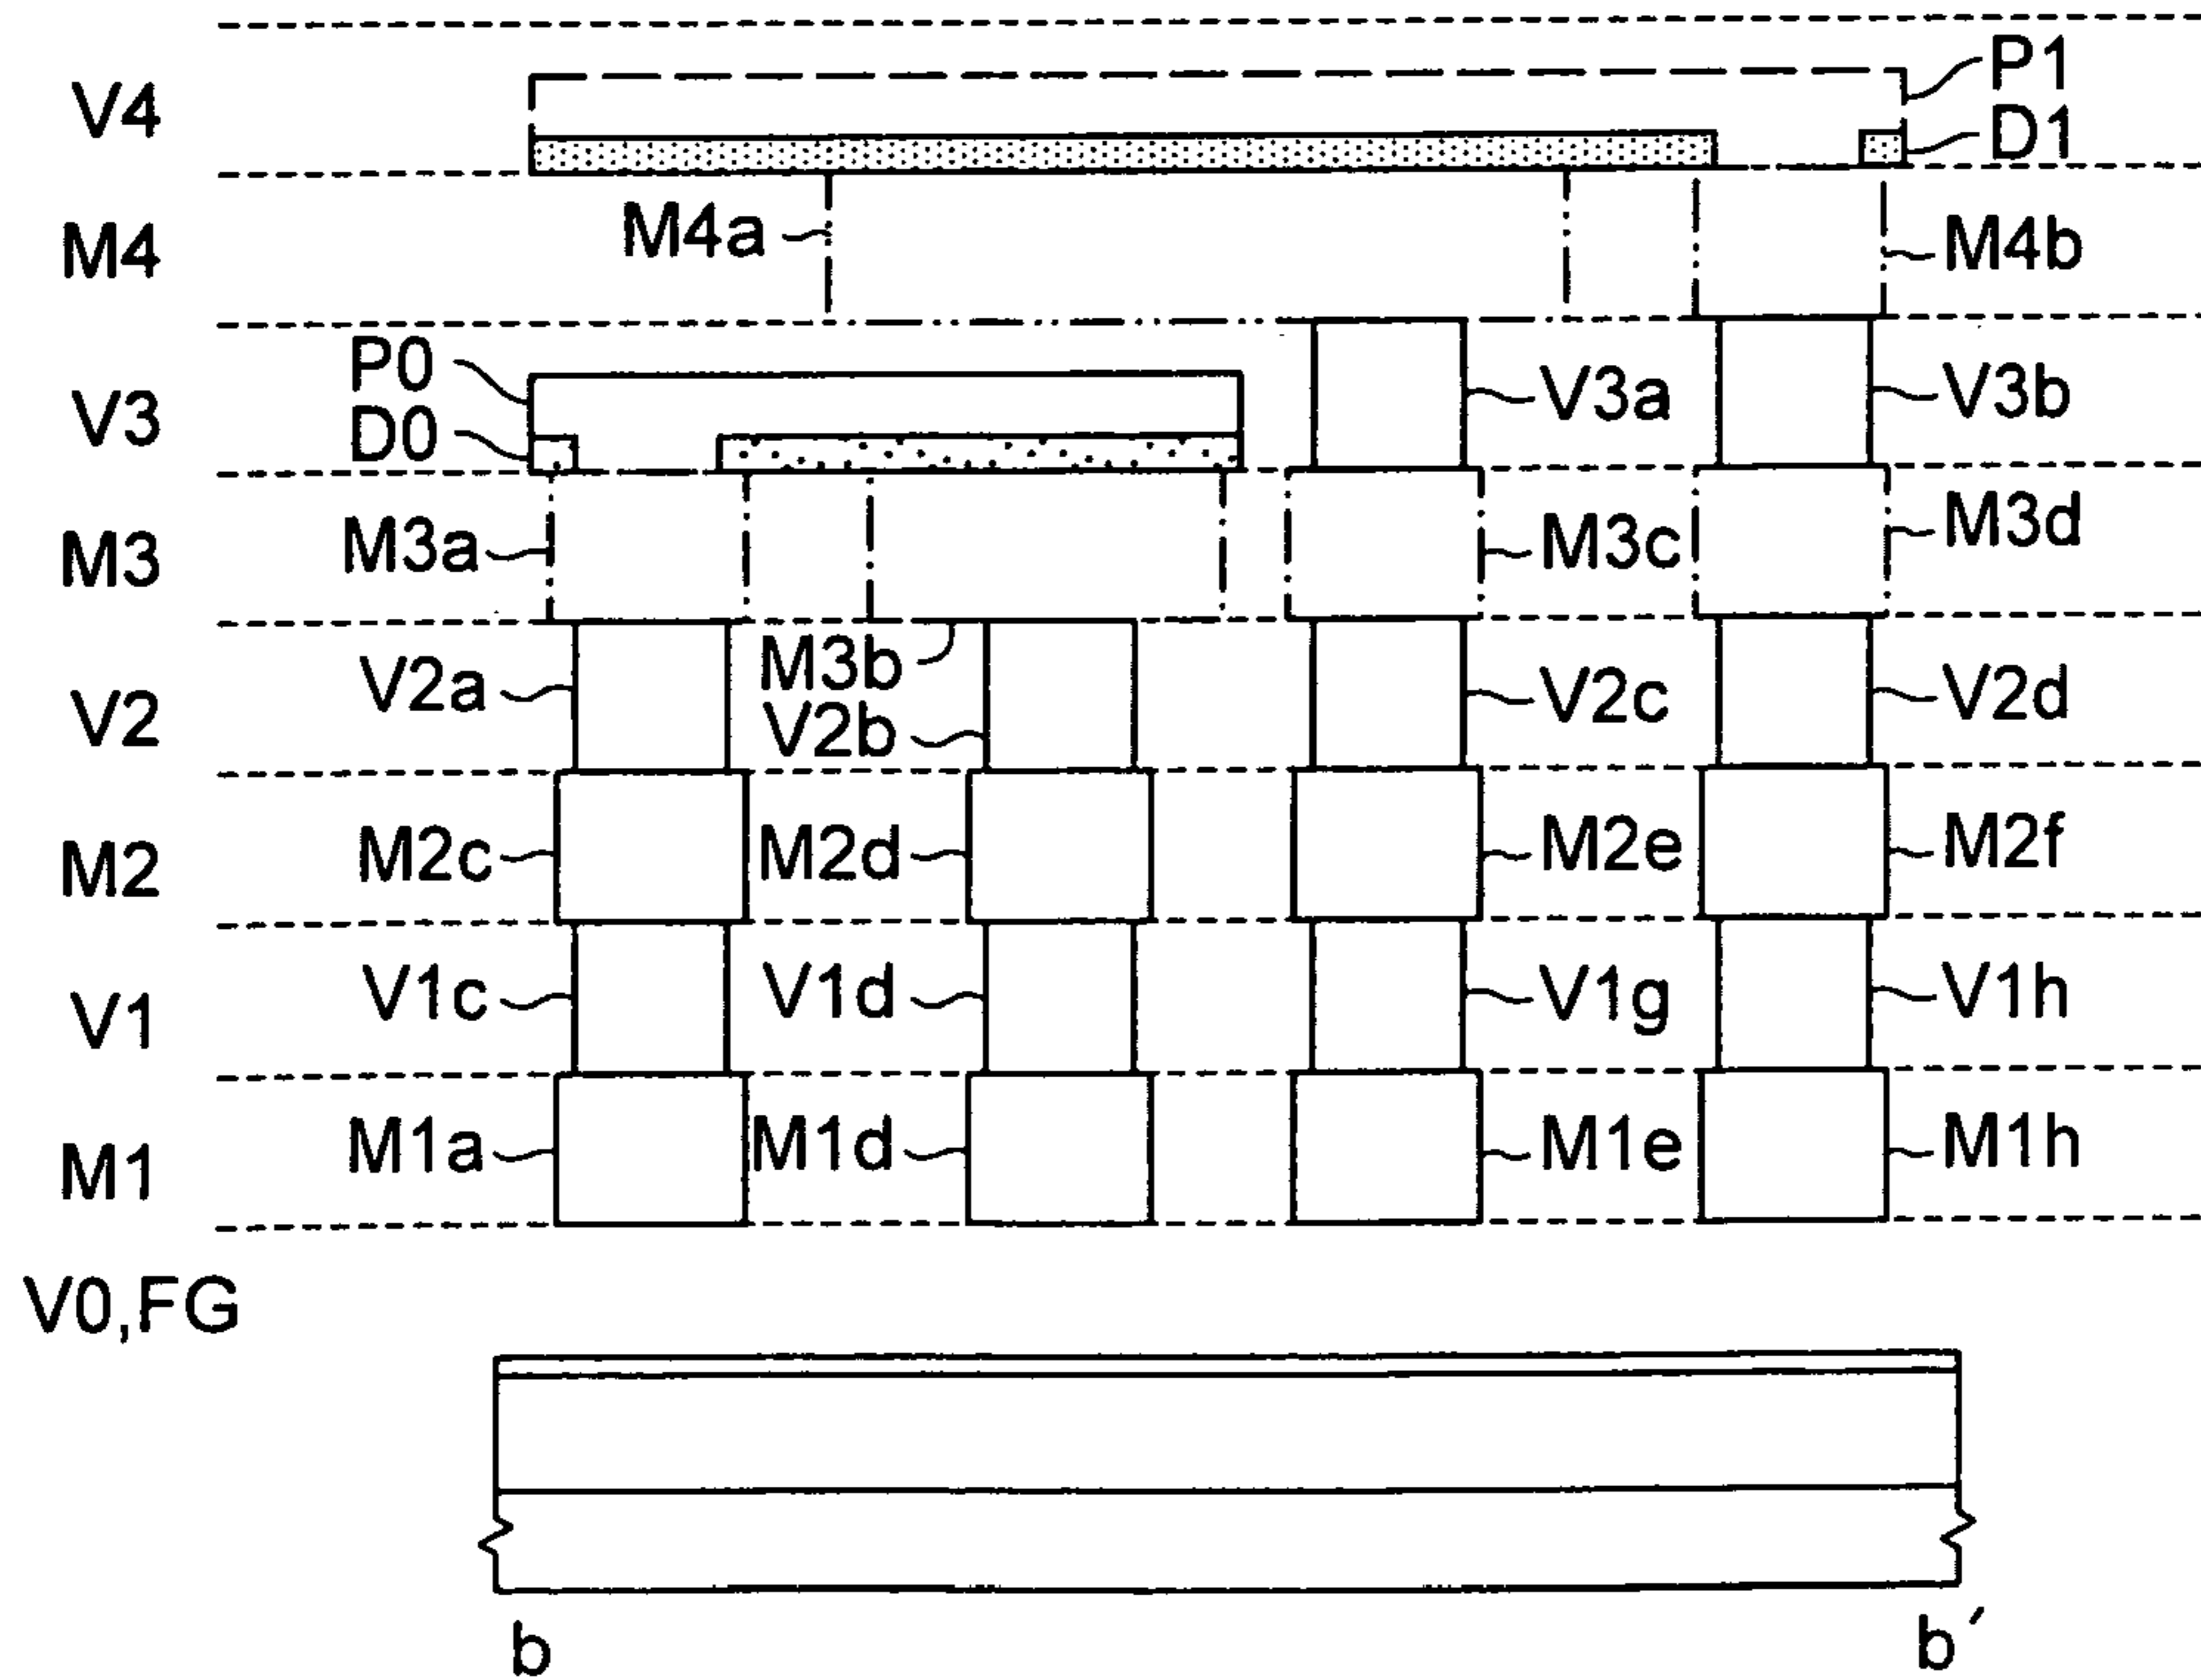 V4 P1
D1
M4 M4a M4b
P0
V3 D0 V3a V3b
M3 M3a M3c M3d
V2 V2a M3b V2c V2d
V2b
M2 M2c M2d M2e M2f
V1 V1c V1d V1g V1h
M1 M1a M1d M1e M1h
V0,FG
b b´